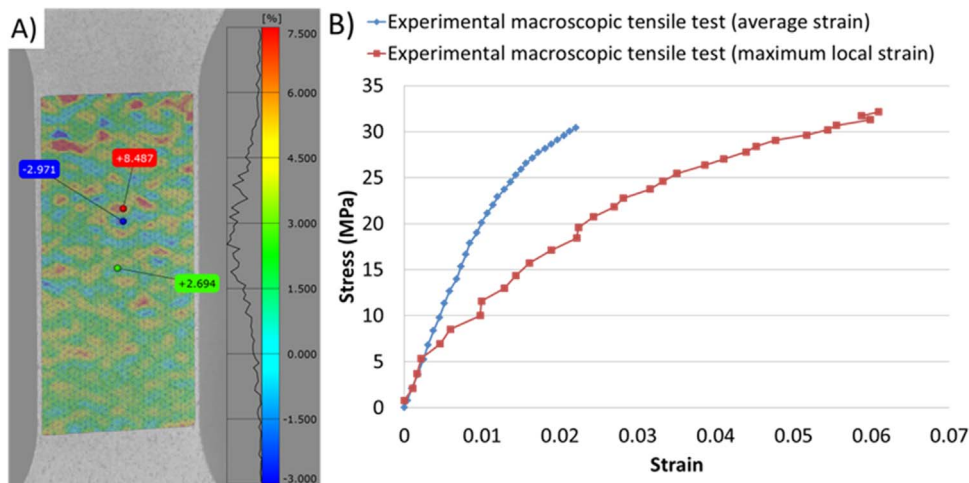 A)
[%]
7.500
6.000
4.500
3.000
1.500
0.000
-1.500
-3.000
+8.487
-2.971
+2.694
B)
Experimental macroscopic tensile test (average strain)
Experimental macroscopic tensile test (maximum local strain)
35
30
25
20
15
10
5
0
Stress (MPa)
0 0.01 0.02 0.03 0.04 0.05 0.06 0.07
Strain